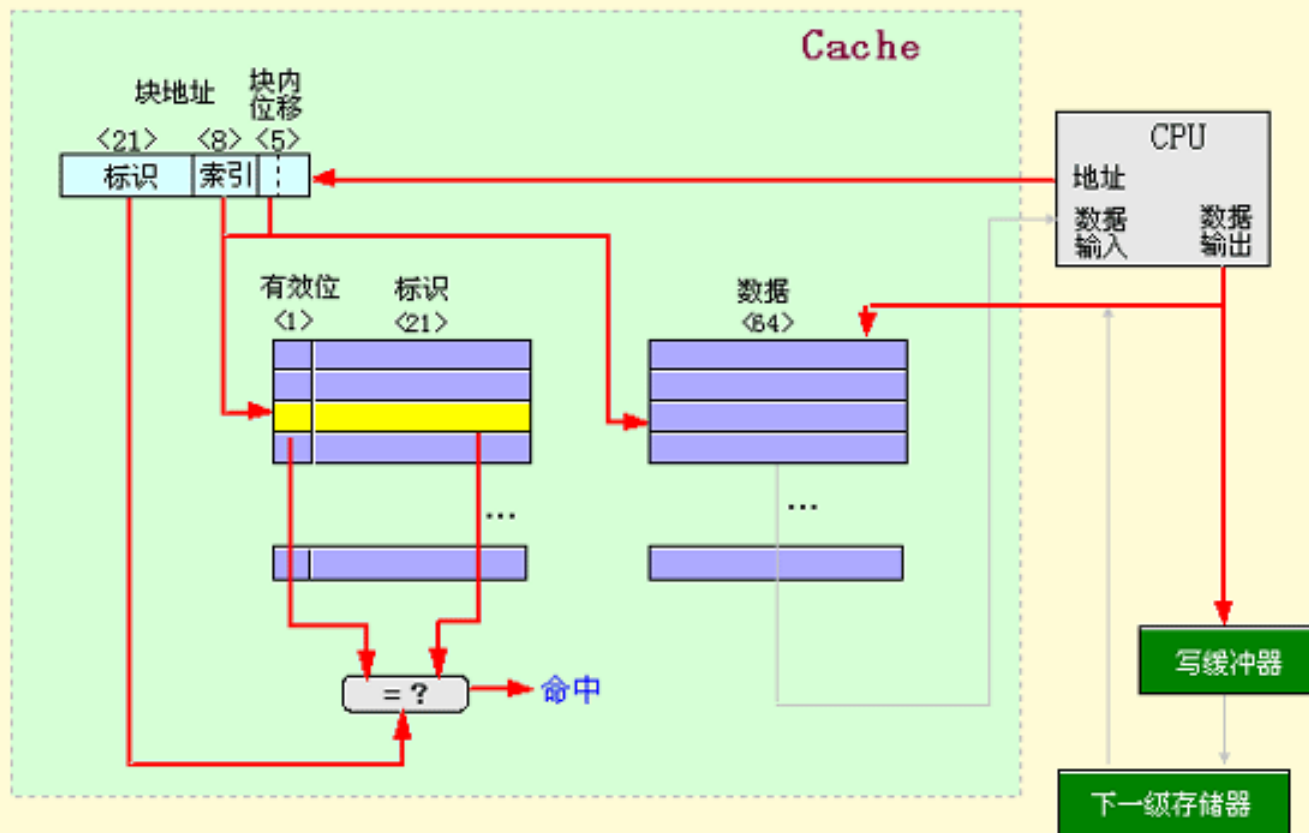 Cache
块地址
块内
位移
<21> <8> <5>
标识 索引
CPU
地址
数据
输入
数据
输出
有效位 标识
<1> <21>
数据
<64>
...
...
= ?
命中
写缓冲器
下一级存储器